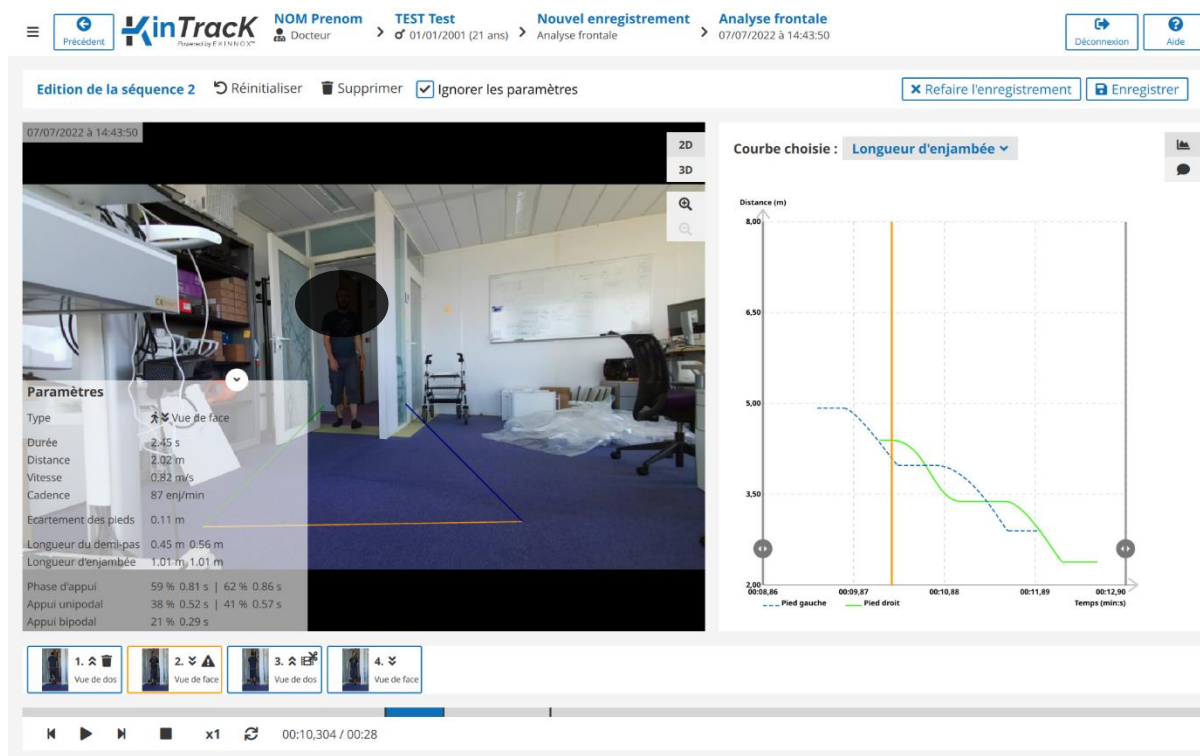 Précédent
KinTracK
Powered by EKINNOX™
NOM Prenom
Docteur
TEST Test
01/01/2001 (21 ans)
Nouvel enregistrement
Analyse frontale
Analyse frontale
07/07/2022 à 14:43:50
Déconnexion
Aide
Edition de la séquence 2
Réinitialiser
Supprimer
Ignorer les paramètres
Refaire l'enregistrement
Enregistrer
07/07/2022 à 14:43:50
2D
3D
Paramètres
Type Vue de face
Durée 2.45 s
Distance 2.02 m
Vitesse 0.82 m/s
Cadence 87 enj/min
Ecartement des pieds 0.11 m
Longueur du demi-pas 0.45 m 0.56 m
Longueur d'enjambée 1.01 m 1.01 m
Phase d'appui 59 % 0.81 s | 62 % 0.86 s
Appui unipodal 38 % 0.52 s | 41 % 0.57 s
Appui bipodal 21 % 0.29 s
Courbe choisie : Longueur d'enjambée
Distance (m)
8,00
6,50
5,00
3,50
2,00
00:08,86 00:09,87 00:10,88 00:11,89 00:12,90
Pied gauche Pied droit Temps (min:s)
1.
Vue de dos
2.
Vue de face
3.
Vue de dos
4.
Vue de face
x1
00:10,304 / 00:28